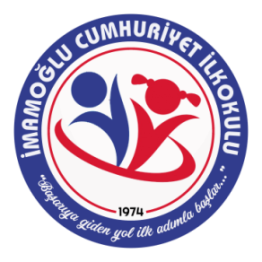 İMAMOĞLU CUMHURİYET İLKOKULU
1974
"Başarıya giden yol ilk adımla başlar..."